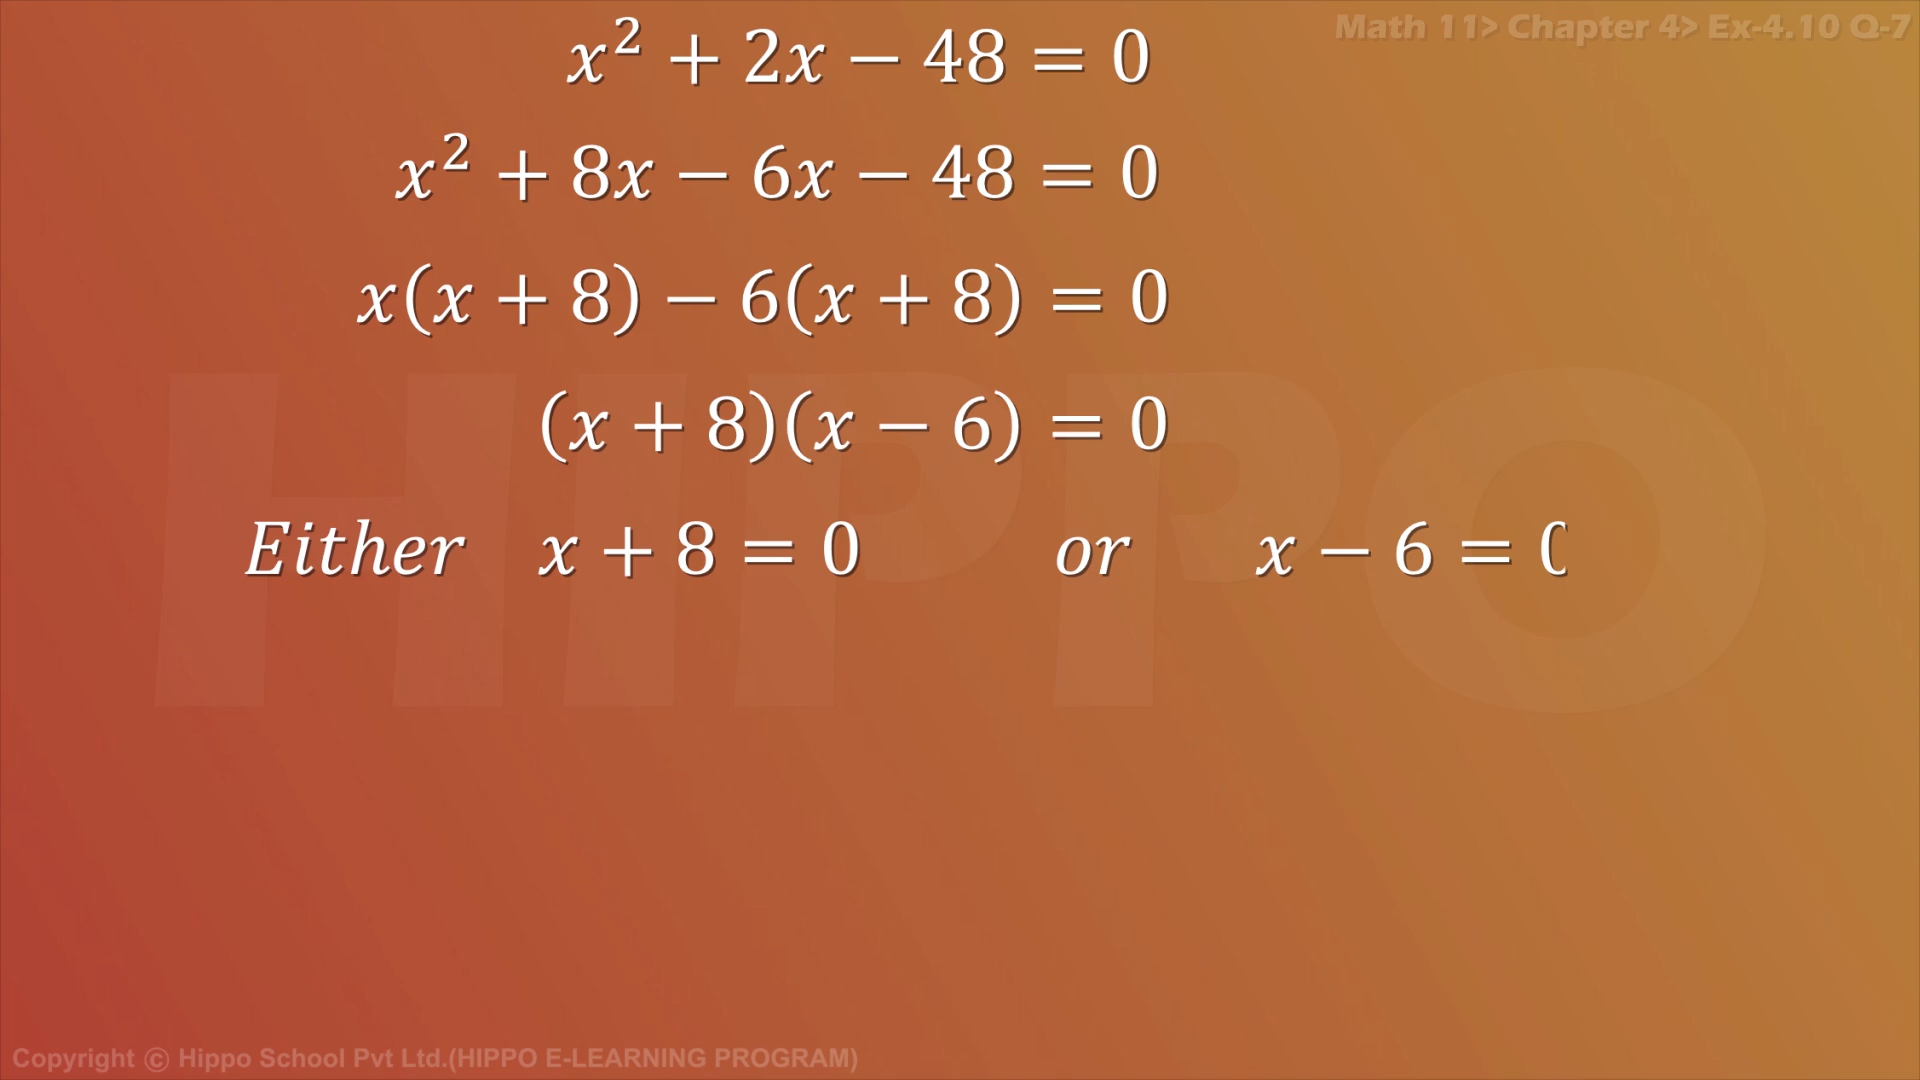 Math 11> Chapter 4> Ex-4.10 Q-7
x² + 2x − 48 = 0
x² + 8x − 6x − 48 = 0
x(x + 8) − 6(x + 8) = 0
(x + 8)(x − 6) = 0
Either x + 8 = 0 or x − 6 = 0
HIPPO
Copyright © Hippo School Pvt Ltd.(HIPPO E-LEARNING PROGRAM)